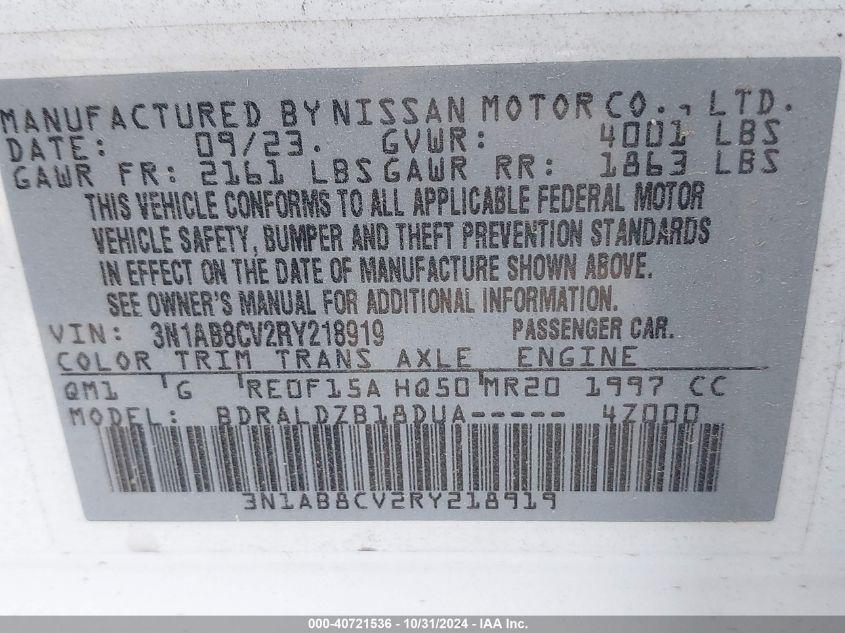 MANUFACTURED BY NISSAN MOTOR CO., LTD.
DATE: 09/23. GVWR: 4001 LBS
GAWR FR: 2161 LBS GAWR RR: 1863 LBS
THIS VEHICLE CONFORMS TO ALL APPLICABLE FEDERAL MOTOR
VEHICLE SAFETY, BUMPER AND THEFT PREVENTION STANDARDS
IN EFFECT ON THE DATE OF MANUFACTURE SHOWN ABOVE.
SEE OWNER'S MANUAL FOR ADDITIONAL INFORMATION.
VIN: 3N1AB8CV2RY218919 PASSENGER CAR.
COLOR TRIM TRANS AXLE ENGINE
QM1 G RE0F15A HQ50 MR20 1997 CC
MODEL: BDRALDZB18DUA----- 4Z000
3N1AB8CV2RY218919
000-40721536 - 10/31/2024 - IAA Inc.